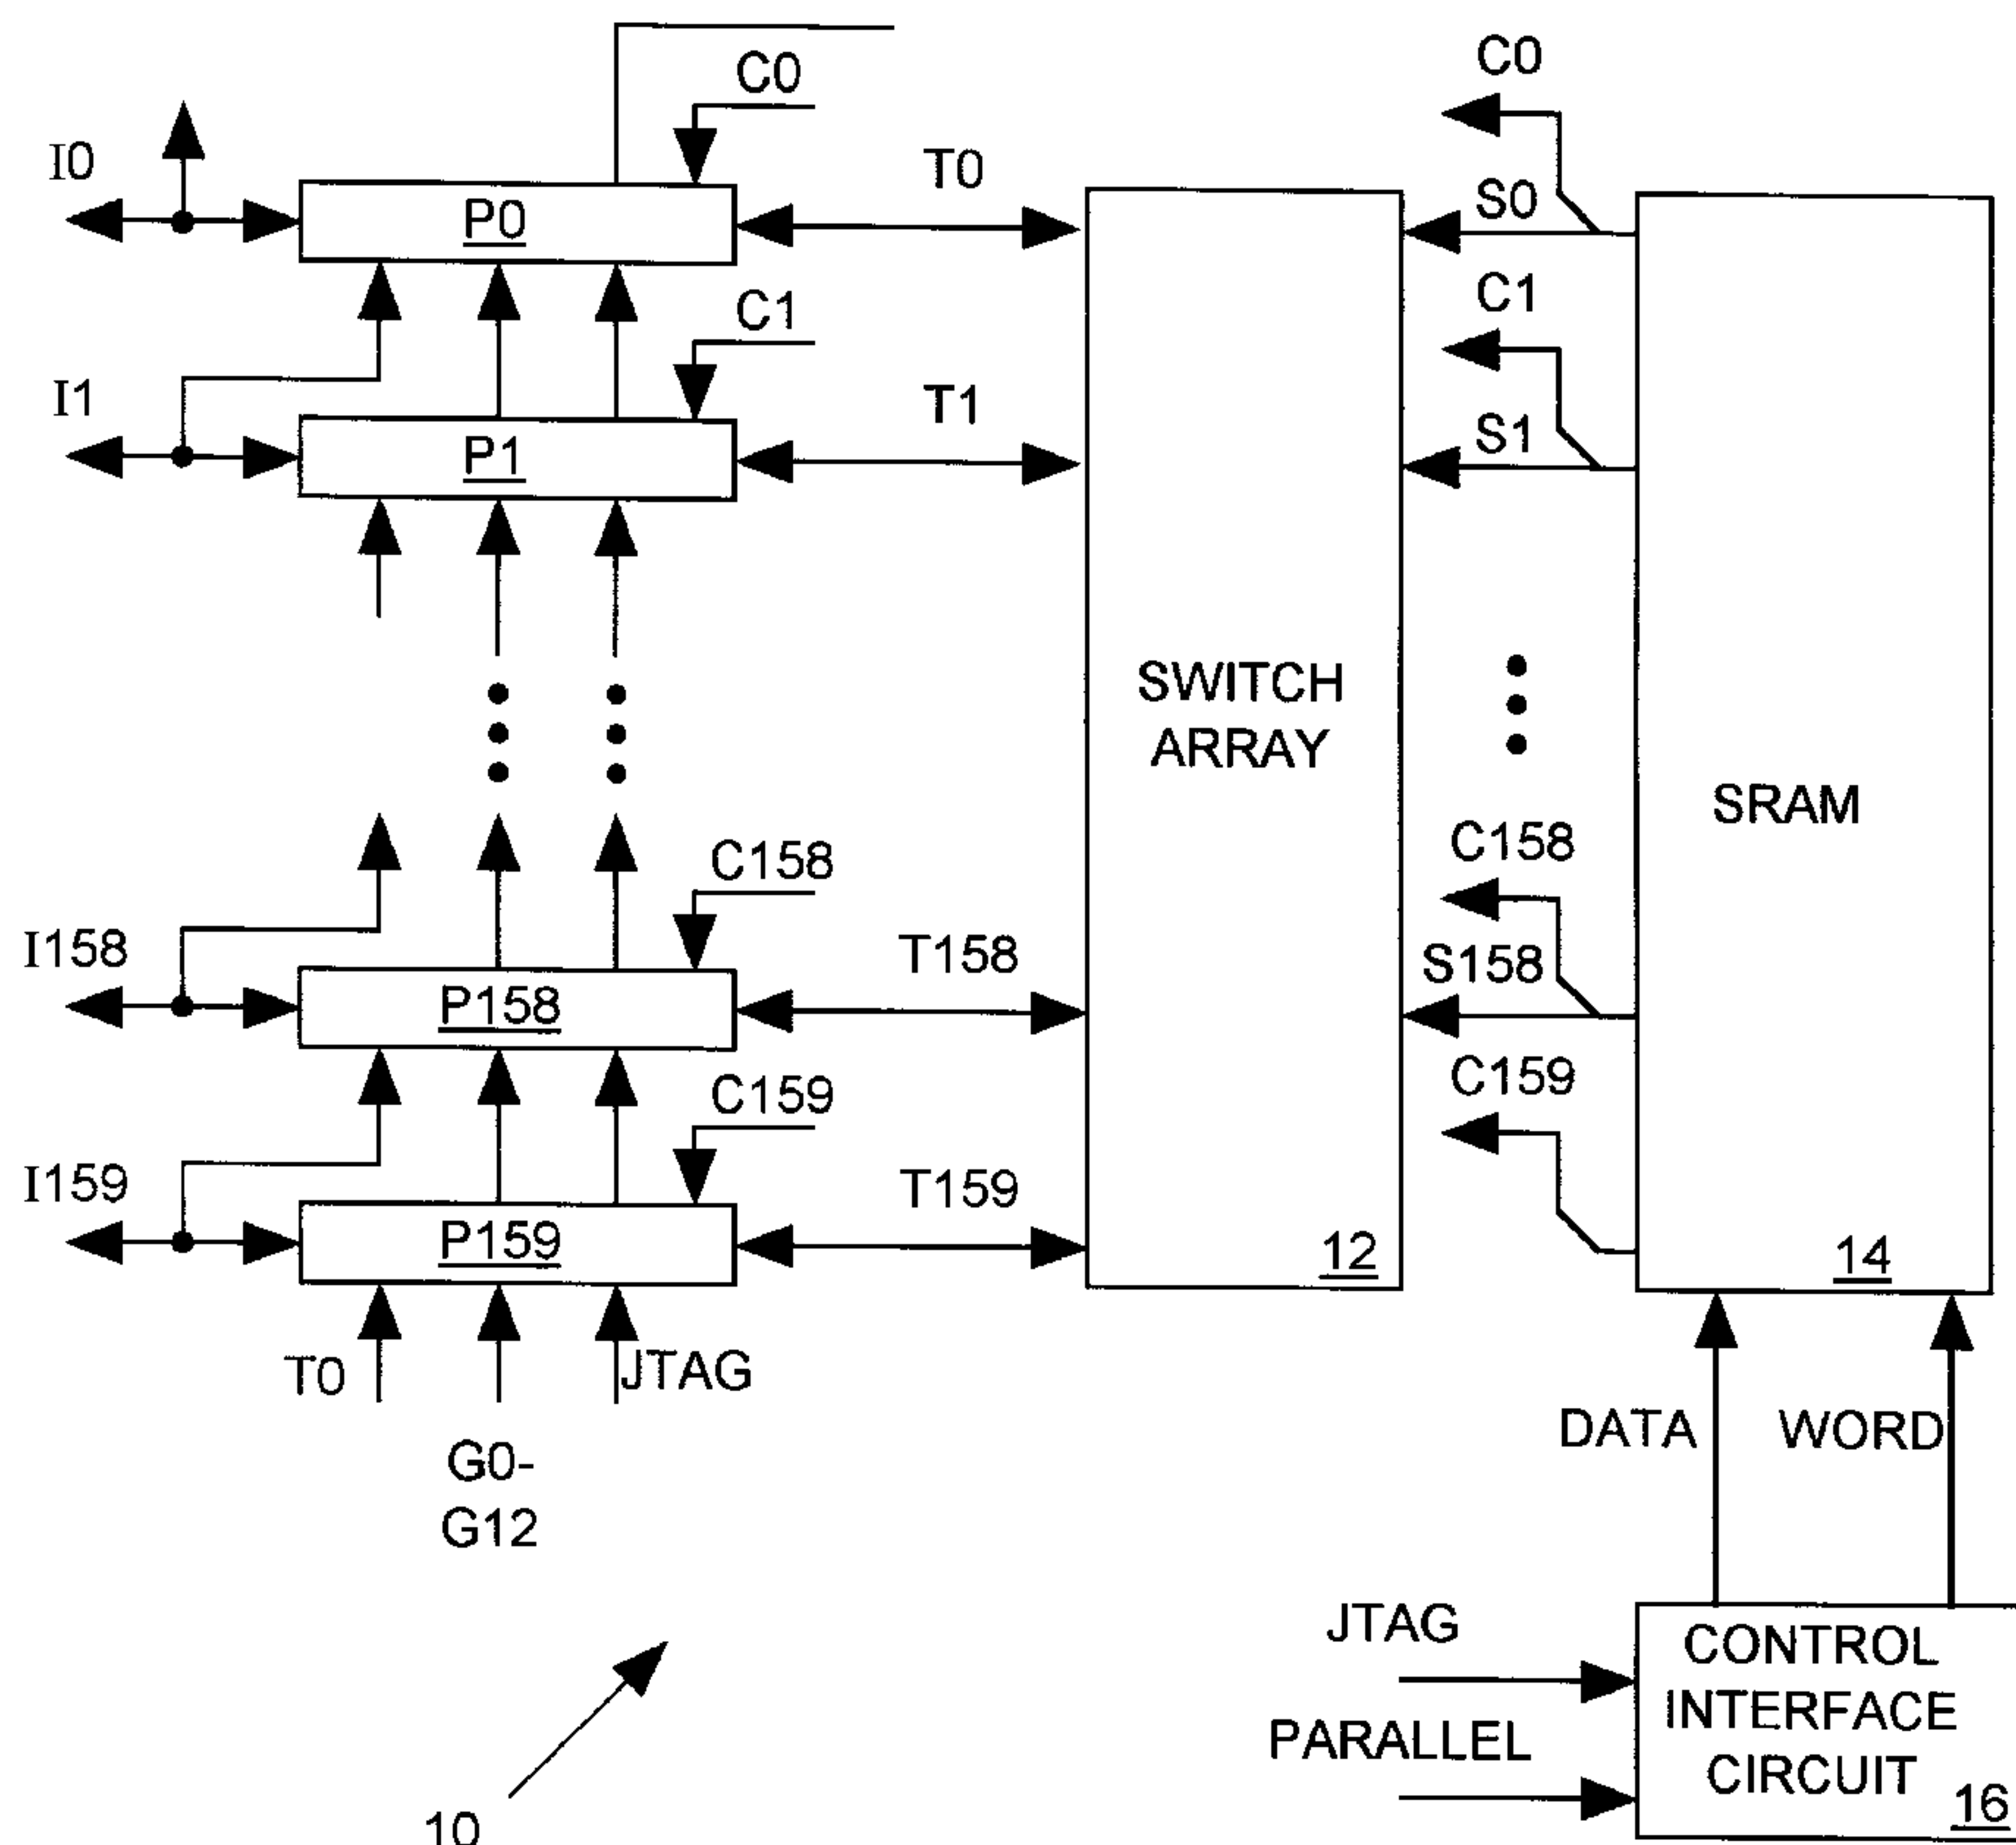 C0
C0
I0
P0
T0
S0
C1
C1
I1
P1
T1
S1
SWITCH
ARRAY
SRAM
C158
C158
I158
P158
T158
S158
C159
C159
I159
P159
T159
12
14
T0
JTAG
G0-
G12
DATA
WORD
JTAG
PARALLEL
CONTROL
INTERFACE
CIRCUIT
16
10